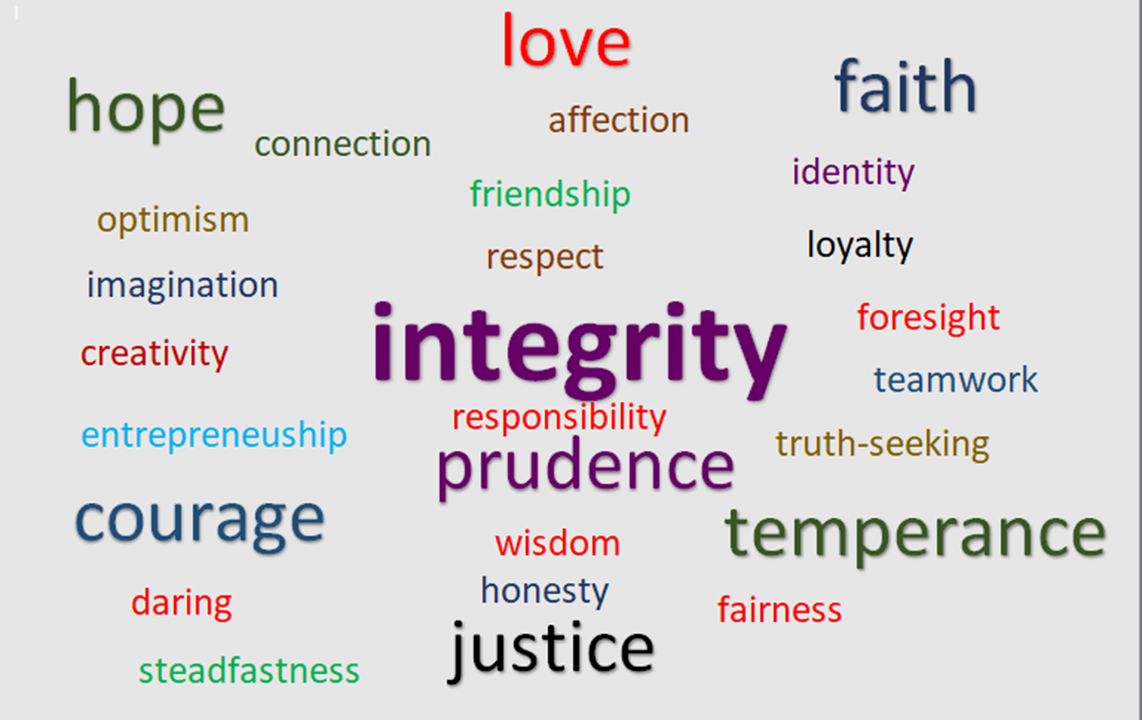 love
faith
hope
affection
connection
identity
friendship
optimism
loyalty
respect
imagination
foresight
integrity
creativity
teamwork
responsibility
entrepreneuship
truth-seeking
prudence
courage
temperance
wisdom
honesty
daring
fairness
justice
steadfastness